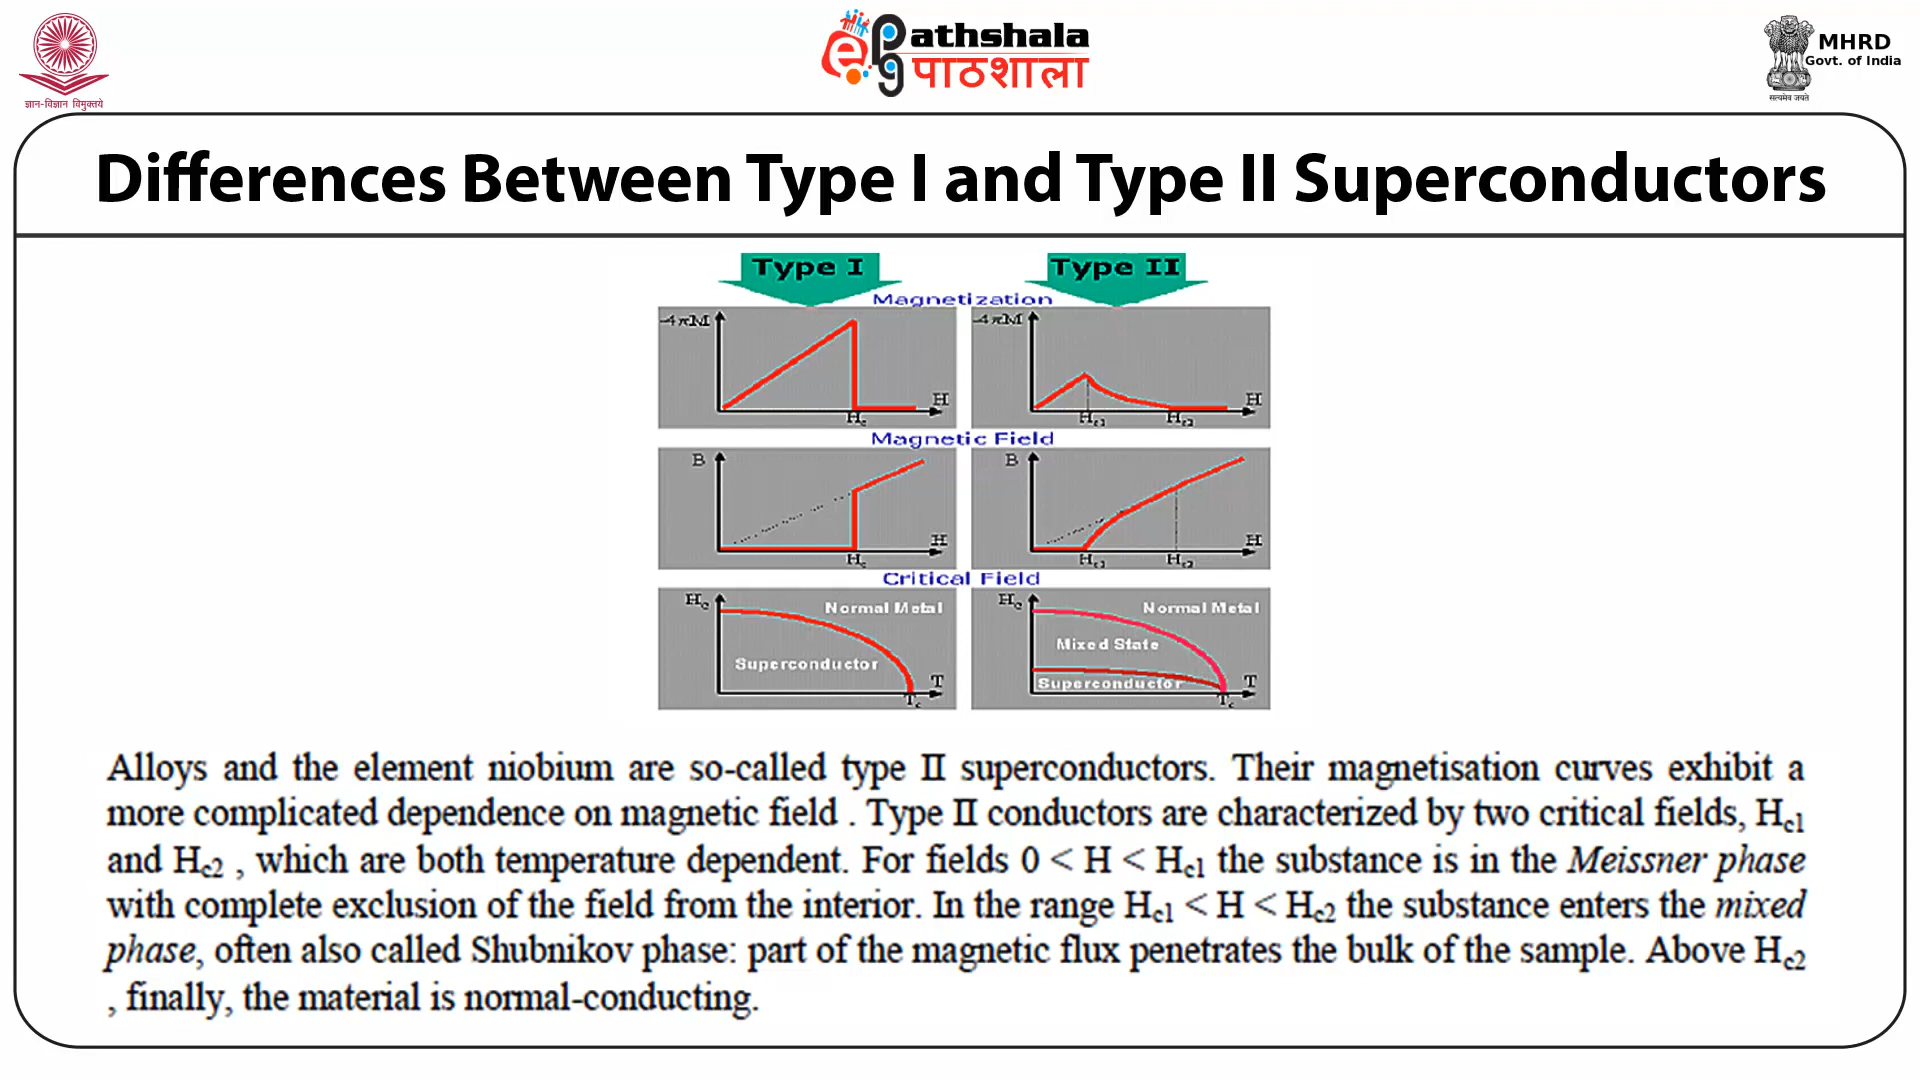 ज्ञान-विज्ञान विमुक्तये
ePathshala
पाठशाला
MHRD
Govt. of India
सत्यमेव जयते
Differences Between Type I and Type II Superconductors
Type I
Type II
Magnetization
-4πM
H
Hc
-4πM
H
Hc1
Hc2
Magnetic Field
B
H
Hc
B
H
Hc1
Hc2
Critical Field
Hc
Normal Metal
Superconductor
T
Tc
Hc
Normal Metal
Mixed State
Superconductor
T
Tc
Alloys and the element niobium are so-called type II superconductors. Their magnetisation curves exhibit a
more complicated dependence on magnetic field . Type II conductors are characterized by two critical fields, Hc1
and Hc2 , which are both temperature dependent. For fields 0 < H < Hc1 the substance is in the Meissner phase
with complete exclusion of the field from the interior. In the range Hc1 < H < Hc2 the substance enters the mixed
phase, often also called Shubnikov phase: part of the magnetic flux penetrates the bulk of the sample. Above Hc2
, finally, the material is normal-conducting.